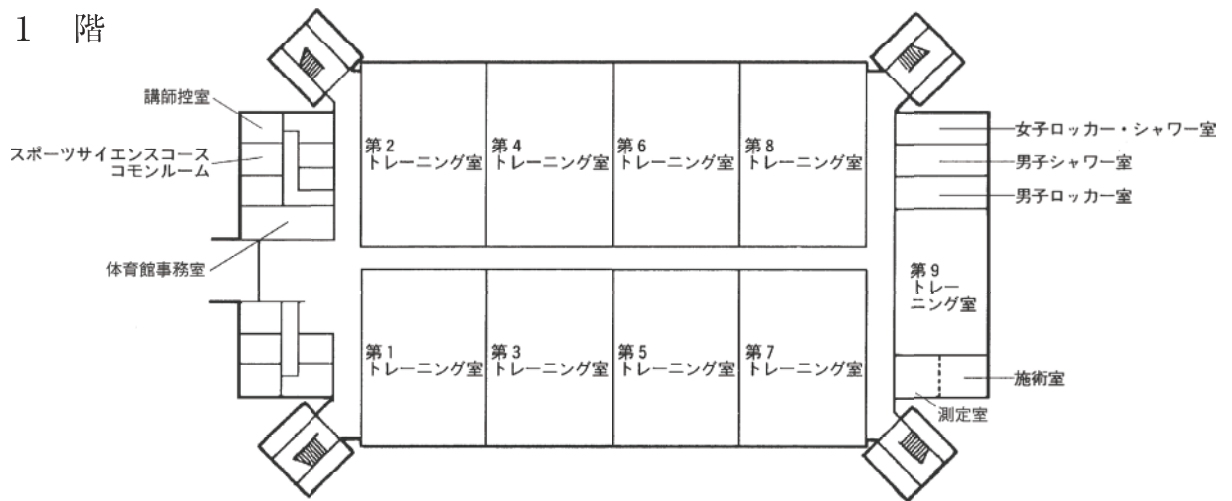 1 階
講師控室
スポーツサイエンスコース
コモンルーム
体育館事務室
第2
トレーニング室
第4
トレーニング室
第6
トレーニング室
第8
トレーニング室
女子ロッカー・シャワー室
男子シャワー室
男子ロッカー室
第9
トレー
ニング室
第1
トレーニング室
第3
トレーニング室
第5
トレーニング室
第7
トレーニング室
施術室
測定室